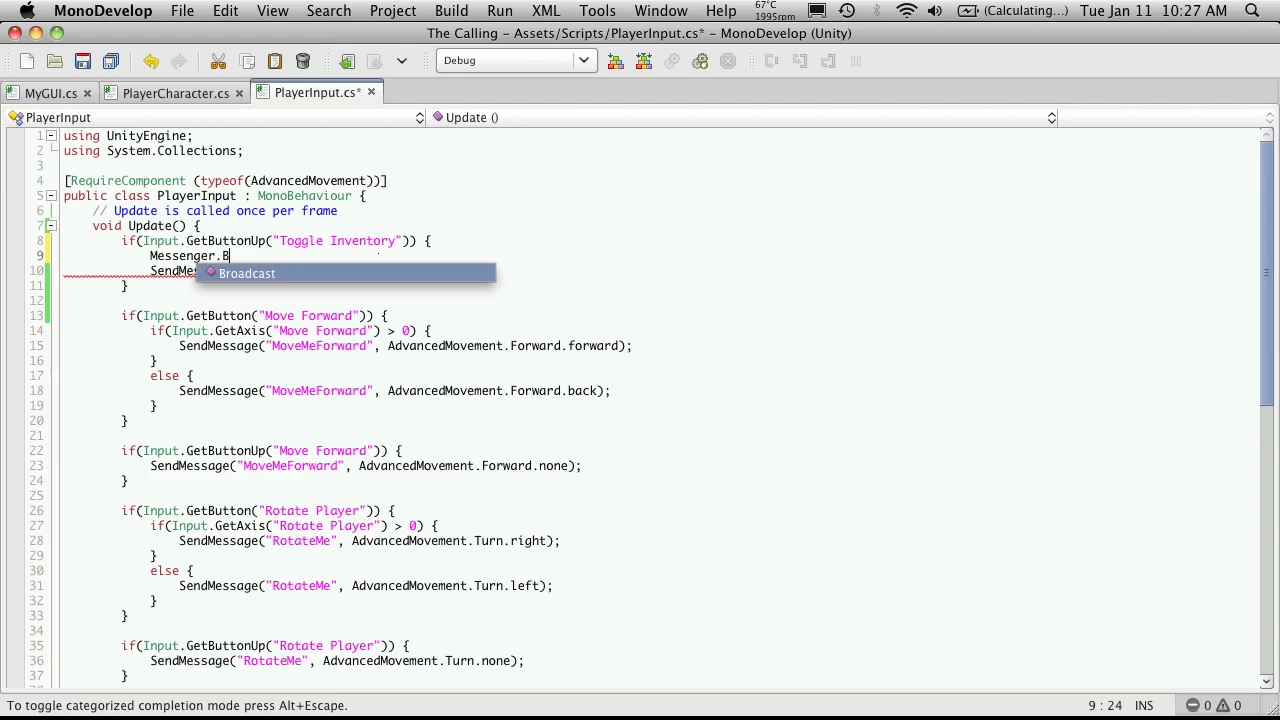 MonoDevelop File Edit View Search Project Build Run XML Tools Window Help 67°C 1995rpm (Calculating...) Tue Jan 11 10:27 AM
The Calling – Assets/Scripts/PlayerInput.cs* – MonoDevelop (Unity)
Debug
MyGUI.cs PlayerCharacter.cs PlayerInput.cs*
PlayerInput Update ()
1 using UnityEngine;
2 using System.Collections;
3
4 [RequireComponent (typeof(AdvancedMovement))]
5 public class PlayerInput : MonoBehaviour {
6 // Update is called once per frame
7 void Update() {
8 if(Input.GetButtonUp("Toggle Inventory")) {
9 Messenger.B
10 SendMes
Broadcast
11 }
12
13 if(Input.GetButton("Move Forward")) {
14 if(Input.GetAxis("Move Forward") > 0) {
15 SendMessage("MoveMeForward", AdvancedMovement.Forward.forward);
16 }
17 else {
18 SendMessage("MoveMeForward", AdvancedMovement.Forward.back);
19 }
20 }
21
22 if(Input.GetButtonUp("Move Forward")) {
23 SendMessage("MoveMeForward", AdvancedMovement.Forward.none);
24 }
25
26 if(Input.GetButton("Rotate Player")) {
27 if(Input.GetAxis("Rotate Player") > 0) {
28 SendMessage("RotateMe", AdvancedMovement.Turn.right);
29 }
30 else {
31 SendMessage("RotateMe", AdvancedMovement.Turn.left);
32 }
33 }
34
35 if(Input.GetButtonUp("Rotate Player")) {
36 SendMessage("RotateMe", AdvancedMovement.Turn.none);
37 }
To toggle categorized completion mode press Alt+Escape. 9 : 24 INS 0 0